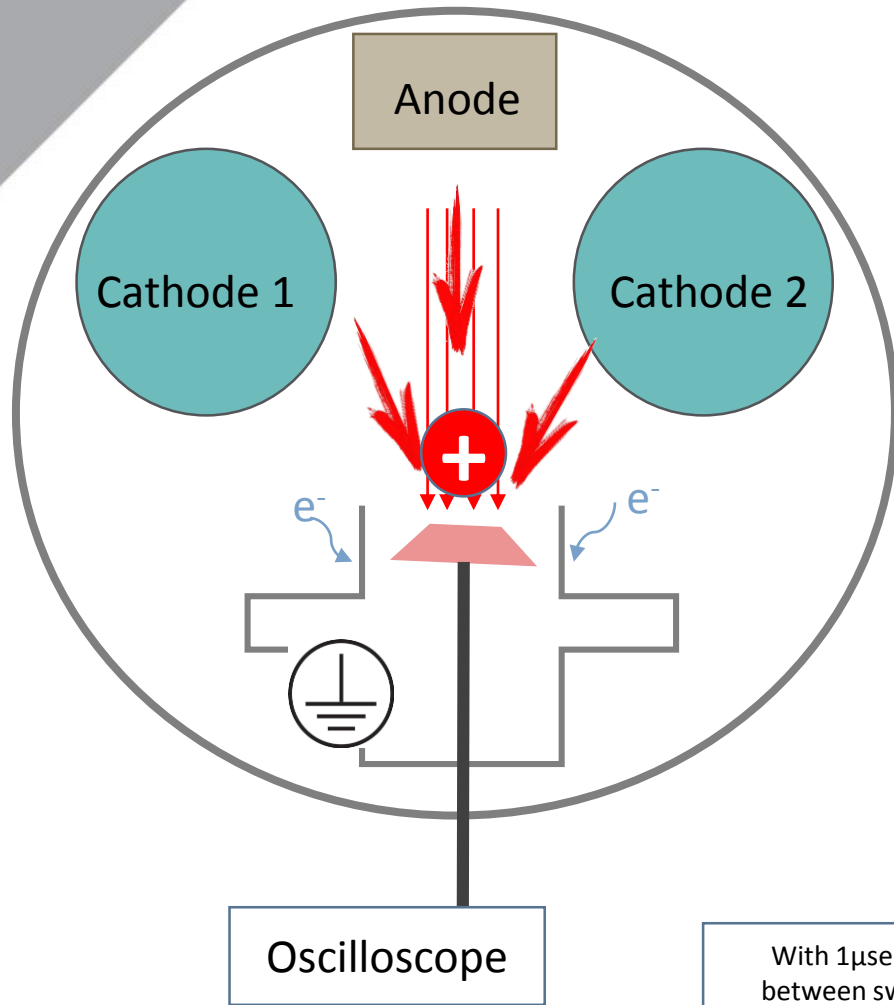 Anode
Cathode 1
Cathode 2
+
e-
e-
Oscilloscope
With 1µse
between sw